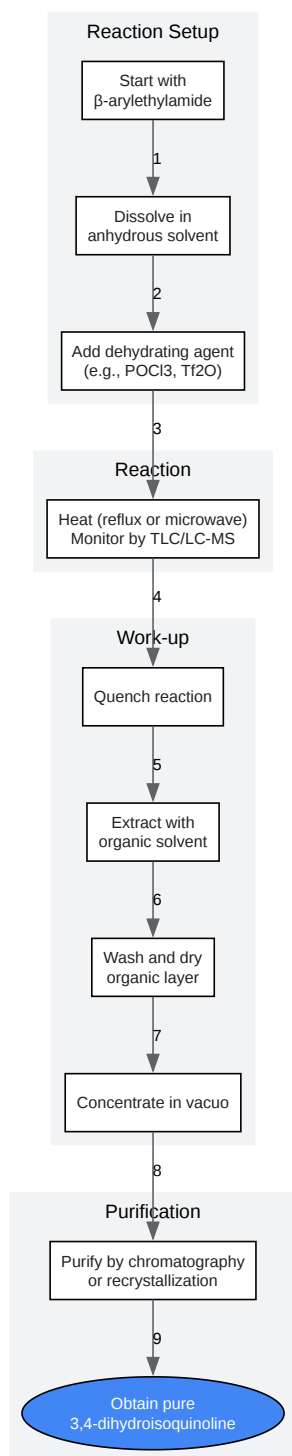 Reaction Setup
Start with
β-arylethylamide
1
Dissolve in
anhydrous solvent
2
Add dehydrating agent
(e.g., POCl3, Tf2O)
3
Reaction
Heat (reflux or microwave)
Monitor by TLC/LC-MS
4
Work-up
Quench reaction
5
Extract with
organic solvent
6
Wash and dry
organic layer
7
Concentrate in vacuo
8
Purification
Purify by chromatography
or recrystallization
9
Obtain pure
3,4-dihydroisoquinoline